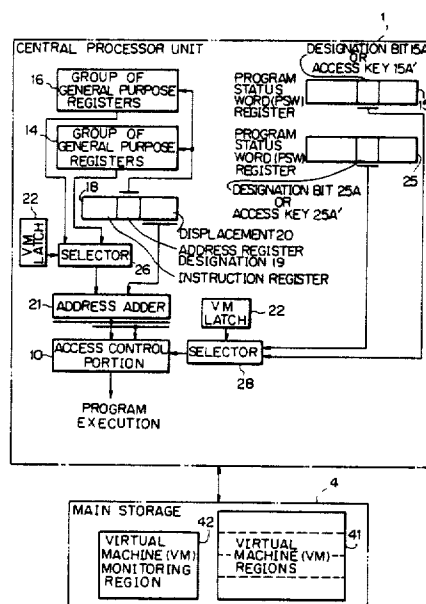 1
CENTRAL PROCESSOR UNIT
DESIGNATION BIT 15A
OR
ACCESS KEY 15A'
16
GROUP OF
GENERAL PURPOSE
REGISTERS
PROGRAM
STATUS
WORD(PSW)
REGISTER
15
14
GROUP OF
GENERAL PURPOSE
REGISTERS
PROGRAM
STATUS
WORD(PSW)
REGISTER
25
18
DESIGNATION BIT 25A
OR
ACCESS KEY 25A'
22
VM
LATCH
DISPLACEMENT 20
ADDRESS REGISTER
DESIGNATION 19
INSTRUCTION REGISTER
SELECTOR
26
21
ADDRESS ADDER
VM
LATCH
22
10
ACCESS CONTROL
PORTION
SELECTOR
28
PROGRAM
EXECUTION
4
MAIN STORAGE
42
VIRTUAL
MACHINE (VM)
MONITORING
REGION
41
VIRTUAL
MACHINE (VM)
REGIONS